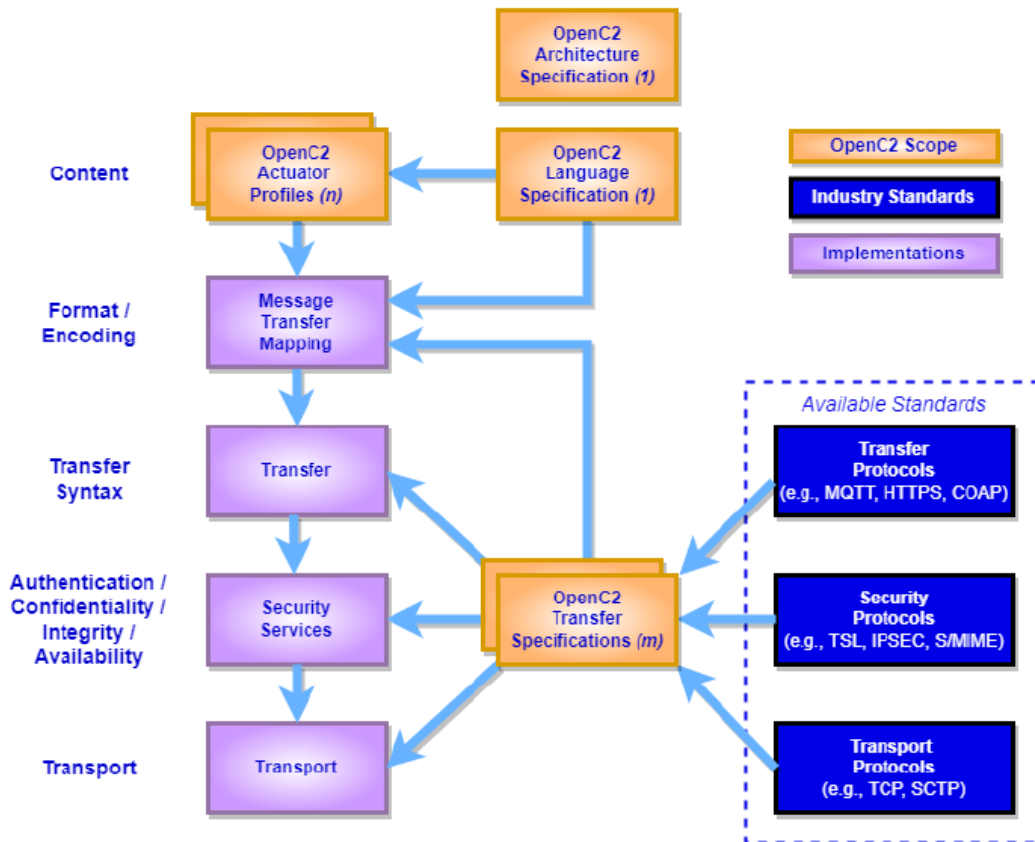 OpenC2
Architecture
Specification (1)
Content
OpenC2
Actuator
Profiles (n)
OpenC2
Language
Specification (1)
OpenC2 Scope
Industry Standards
Implementations
Format /
Encoding
Message
Transfer
Mapping
Available Standards
Transfer
Syntax
Transfer
Transfer
Protocols
(e.g., MQTT, HTTPS, COAP)
Authentication /
Confidentiality /
Integrity /
Availability
Security
Services
OpenC2
Transfer
Specifications (m)
Security
Protocols
(e.g., TSL, IPSEC, S/MIME)
Transport
Transport
Transport
Protocols
(e.g., TCP, SCTP)